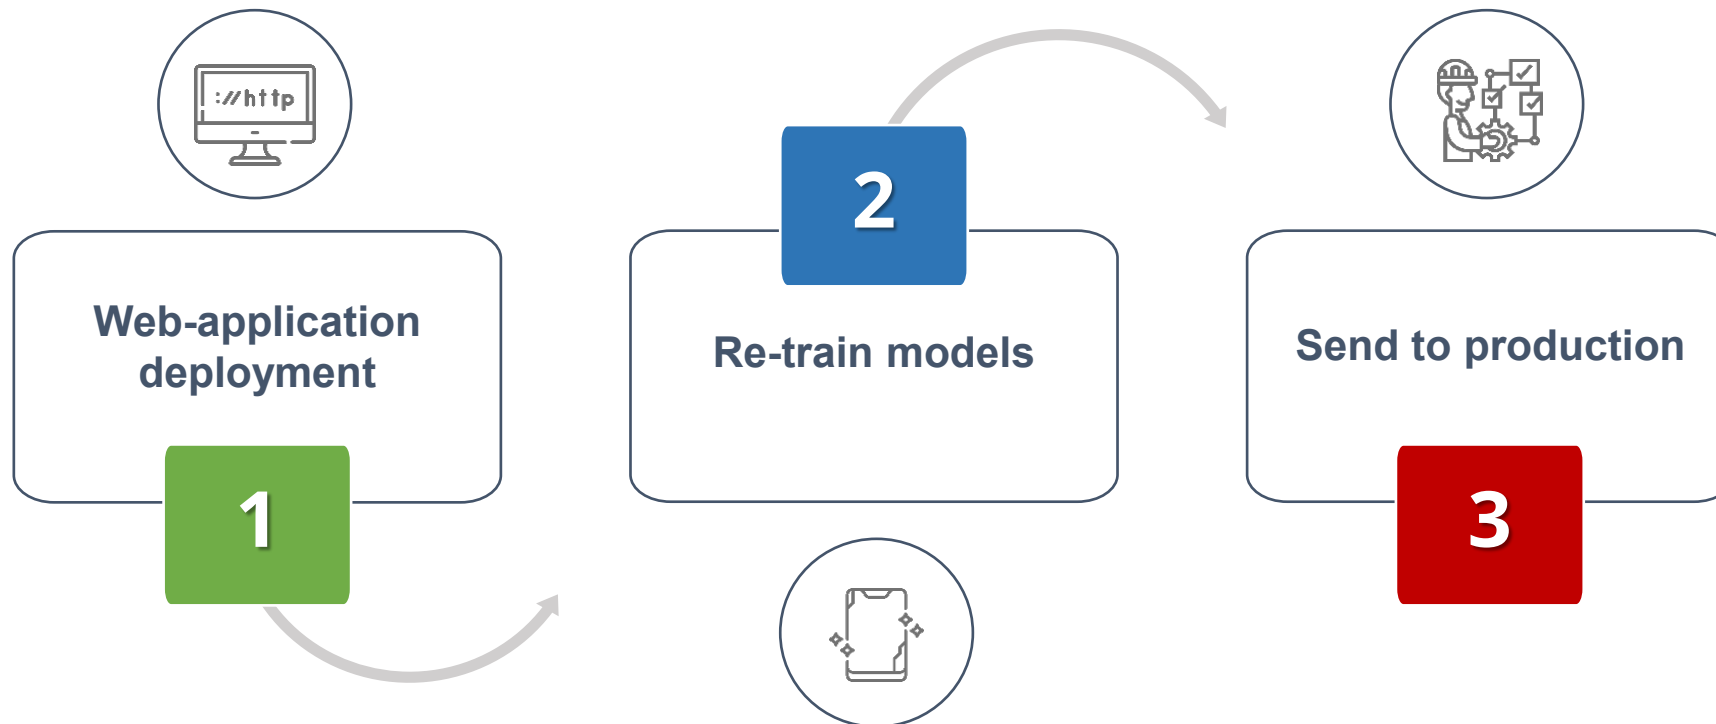 ://http
Web-application
deployment
1
2
Re-train models
Send to production
3